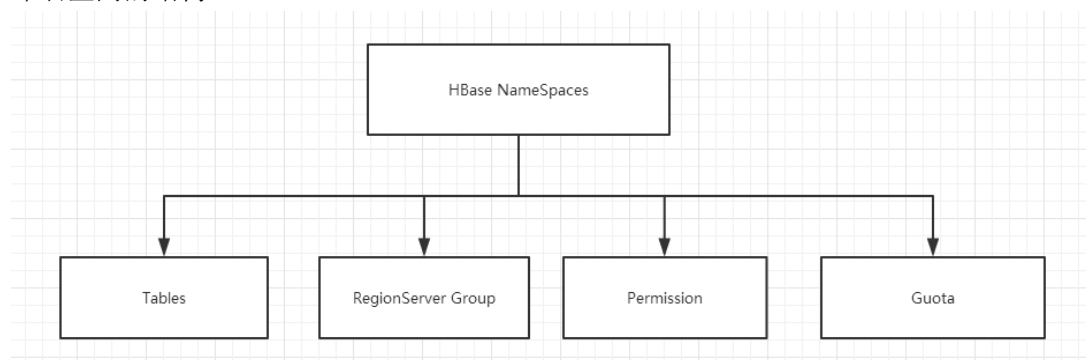 HBase NameSpaces
Tables
RegionServer Group
Permission
Guota